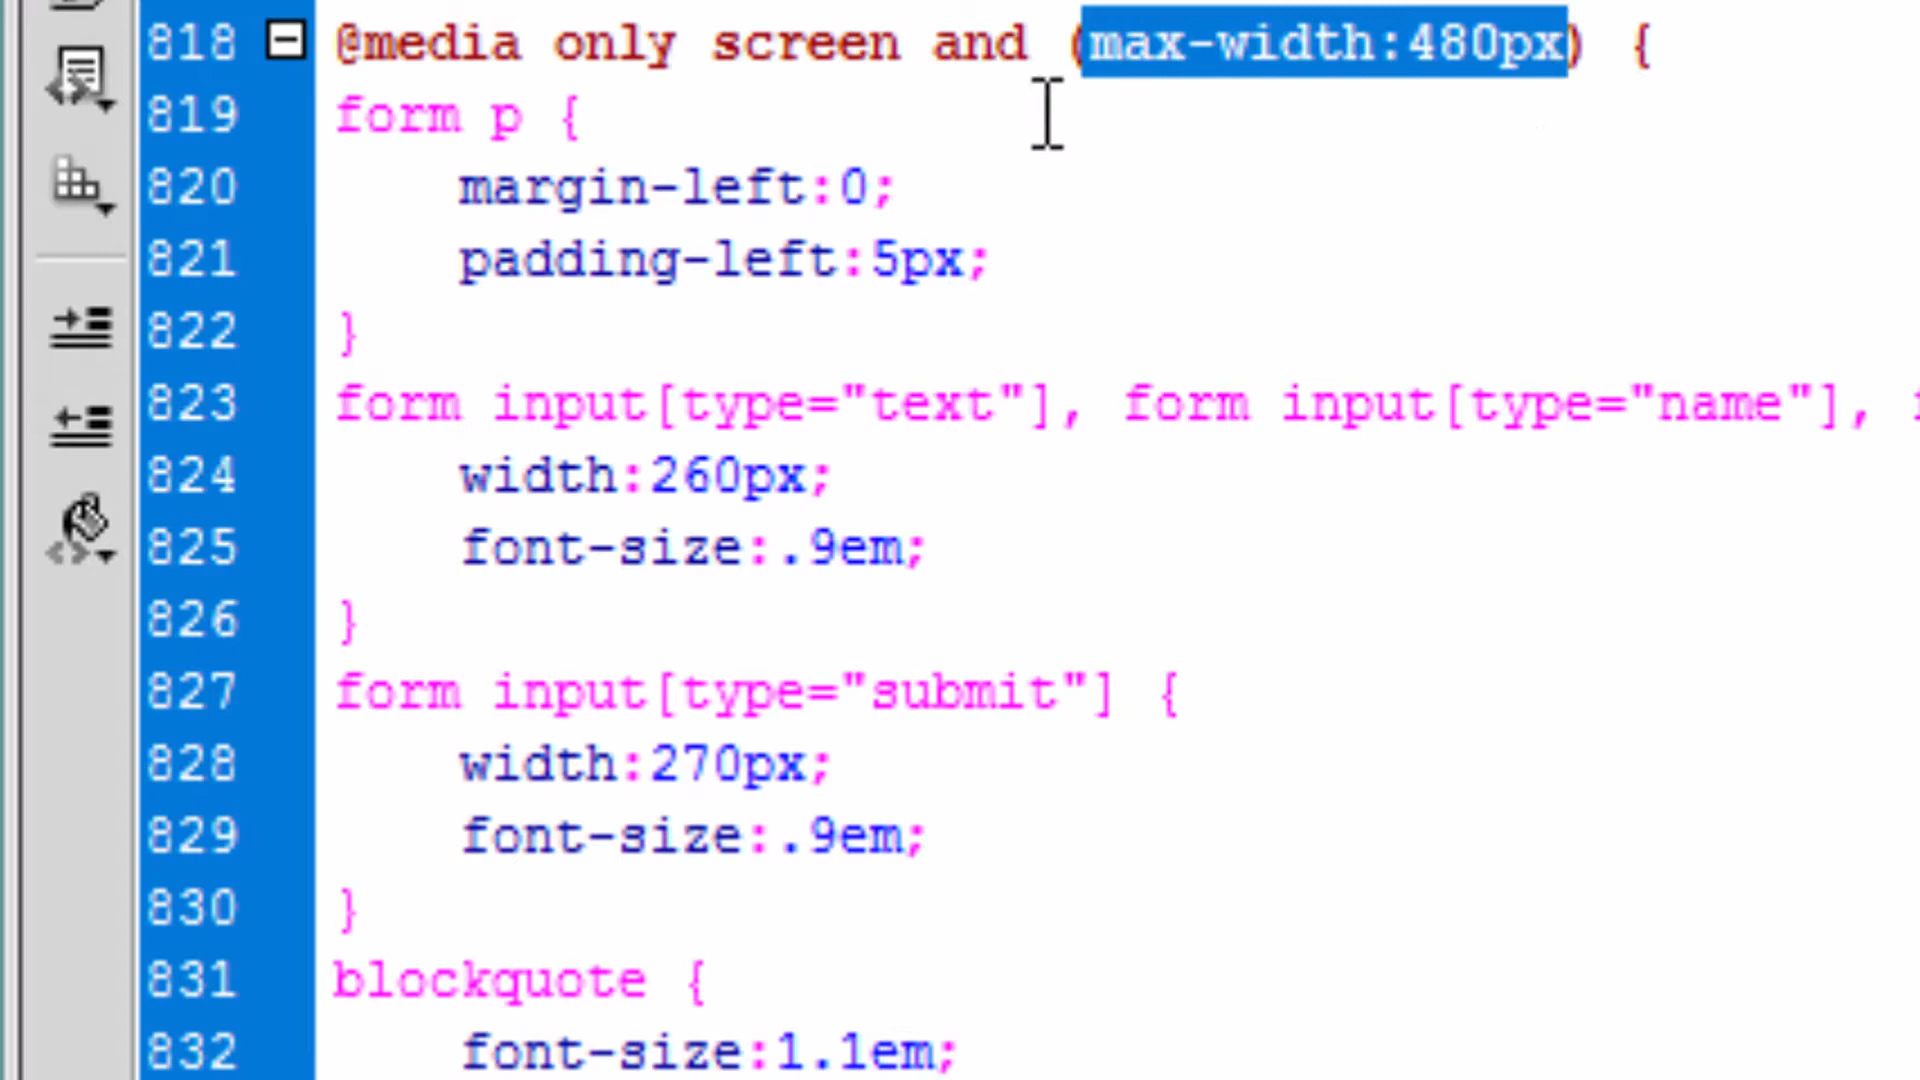 818 @media only screen and (max-width:480px) {
819 form p {
820 margin-left:0;
821 padding-left:5px;
822 }
823 form input[type="text"], form input[type="name"],
824 width:260px;
825 font-size:.9em;
826 }
827 form input[type="submit"] {
828 width:270px;
829 font-size:.9em;
830 }
831 blockquote {
832 font-size:1.1em;